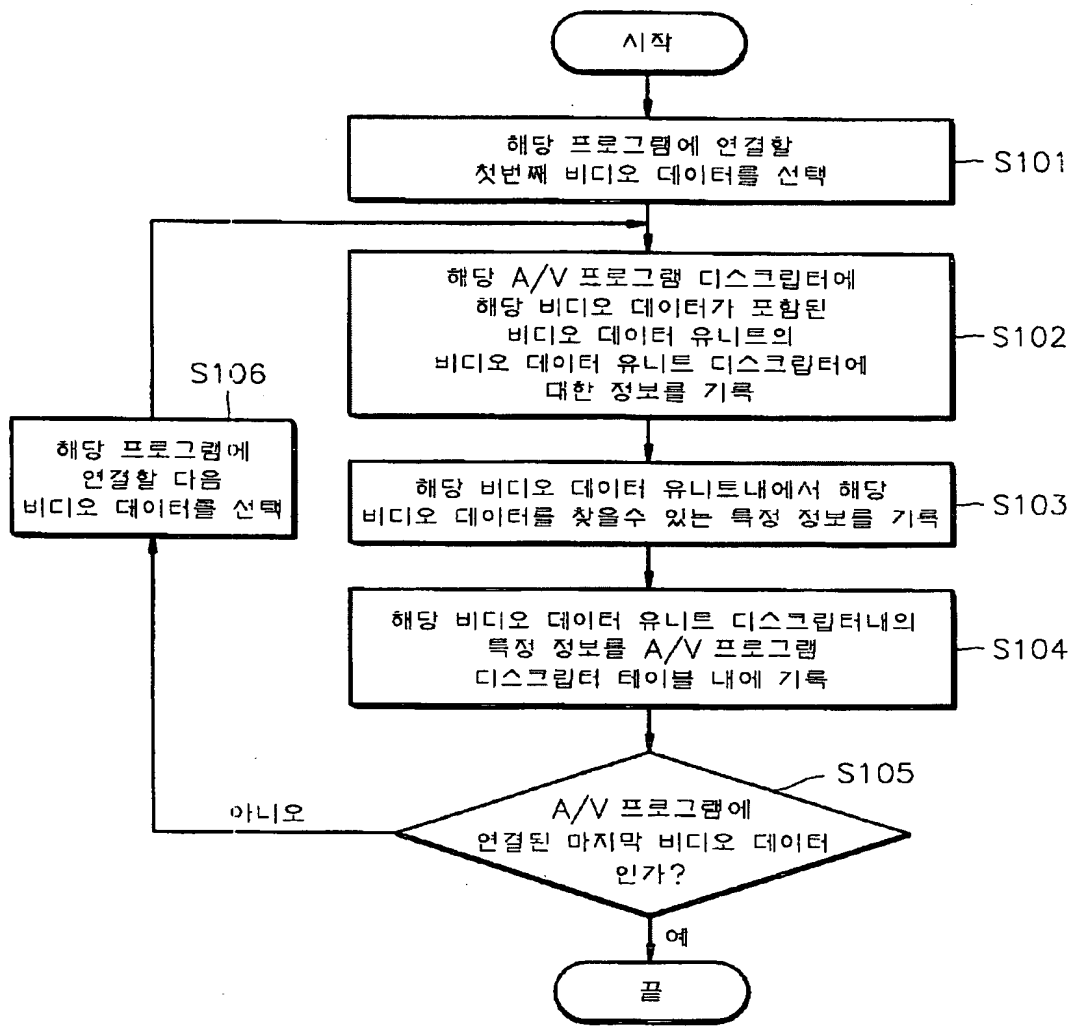 시작
해당 프로그램에 연결할
첫번째 비디오 데이터를 선택
S101
해당 A/V 프로그램 디스크립터에
해당 비디오 데이터가 포함된
비디오 데이터 유니트의
비디오 데이터 유니트 디스크립터에
대한 정보를 기록
S102
S106
해당 프로그램에
연결할 다음
비디오 데이터를 선택
해당 비디오 데이터 유니트내에서 해당
비디오 데이터를 찾을수 있는 특정 정보를 기록
S103
해당 비디오 데이터 유니트 디스크립터내의
특정 정보를 A/V 프로그램
디스크립터 테이블 내에 기록
S104
S105
A/V 프로그램에
연결된 마지막 비디오 데이터
인가?
아니오
예
끝